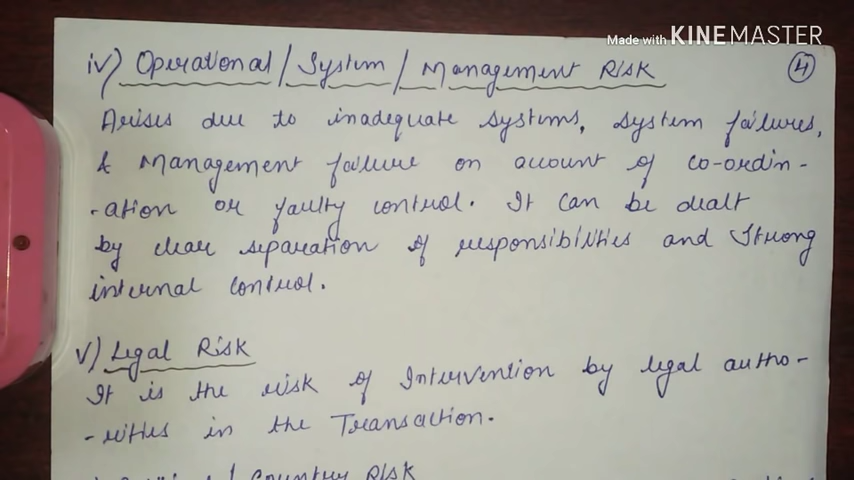 Made with KINEMASTER
iv) Operational / System / Management Risk
4
Arises due to inadequate systems, system failures,
& Management failure on account of co-ordin-
-ation or faulty control. It can be dealt
by clear separation of responsibilities and Strong
internal control.
v) Legal Risk
It is the risk of Intervention by legal autho-
-rities in the Transaction.
/ Country Risk